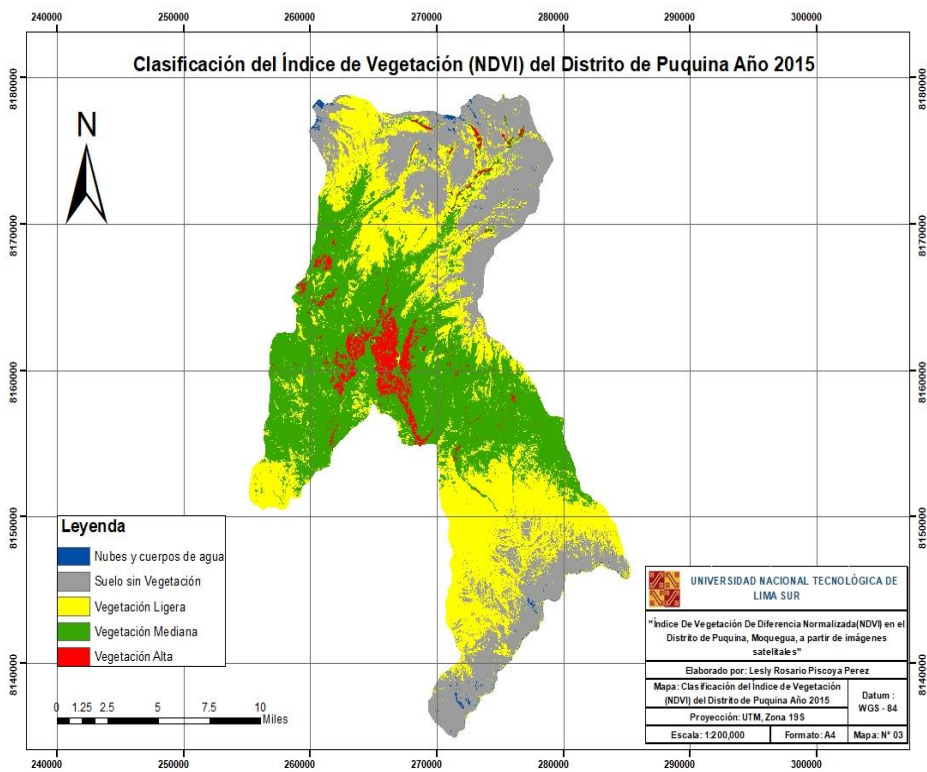 240000 250000 260000 270000 280000 290000 300000
Clasificación del Índice de Vegetación (NDVI) del Distrito de Puquina Año 2015
8180000
8180000
N
8170000
8170000
8160000
8160000
8150000
8150000
8140000
8140000
Leyenda
Nubes y cuerpos de agua
Suelo sin Vegetación
Vegetación Ligera
Vegetación Mediana
Vegetación Alta
0 1.25 2.5 5 7.5 10
Miles
UNIVERSIDAD NACIONAL TECNOLÓGICA DE
LIMA SUR
"Índice De Vegetación De Diferencia Normalizada(NDVI) en el
Distrito de Puquina, Moquegua, a partir de imágenes
satelitales"
Elaborado por: Lesly Rosario Piscoya Perez
Mapa: Clasificación del Índice de Vegetación
(NDVI) del Distrito de Puquina Año 2015
Datum :
WGS - 84
Proyección: UTM, Zona 19S
Escala: 1:200,000
Formato: A4
Mapa: N° 03
240000 250000 260000 270000 280000 290000 300000